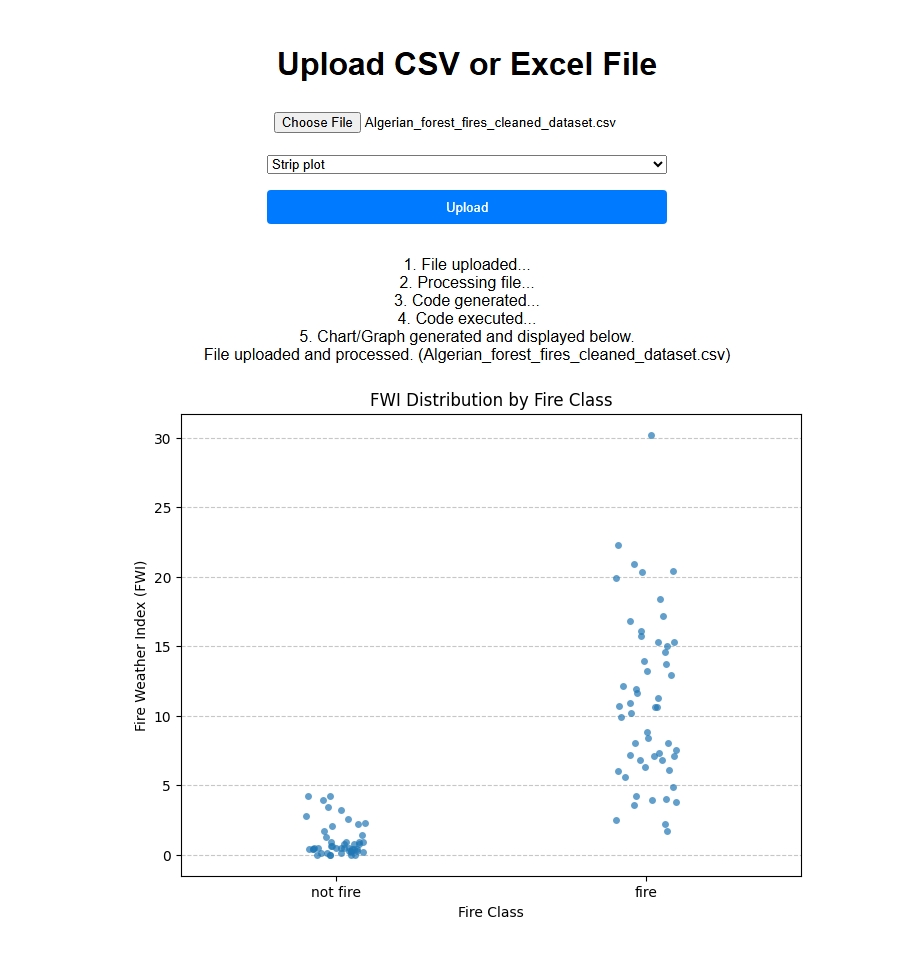 Upload CSV or Excel File
Choose File Algerian_forest_fires_cleaned_dataset.csv
Strip plot
Upload
1. File uploaded...
2. Processing file...
3. Code generated...
4. Code executed...
5. Chart/Graph generated and displayed below.
File uploaded and processed. (Algerian_forest_fires_cleaned_dataset.csv)
FWI Distribution by Fire Class
Fire Weather Index (FWI)
30
25
20
15
10
5
0
not fire fire
Fire Class